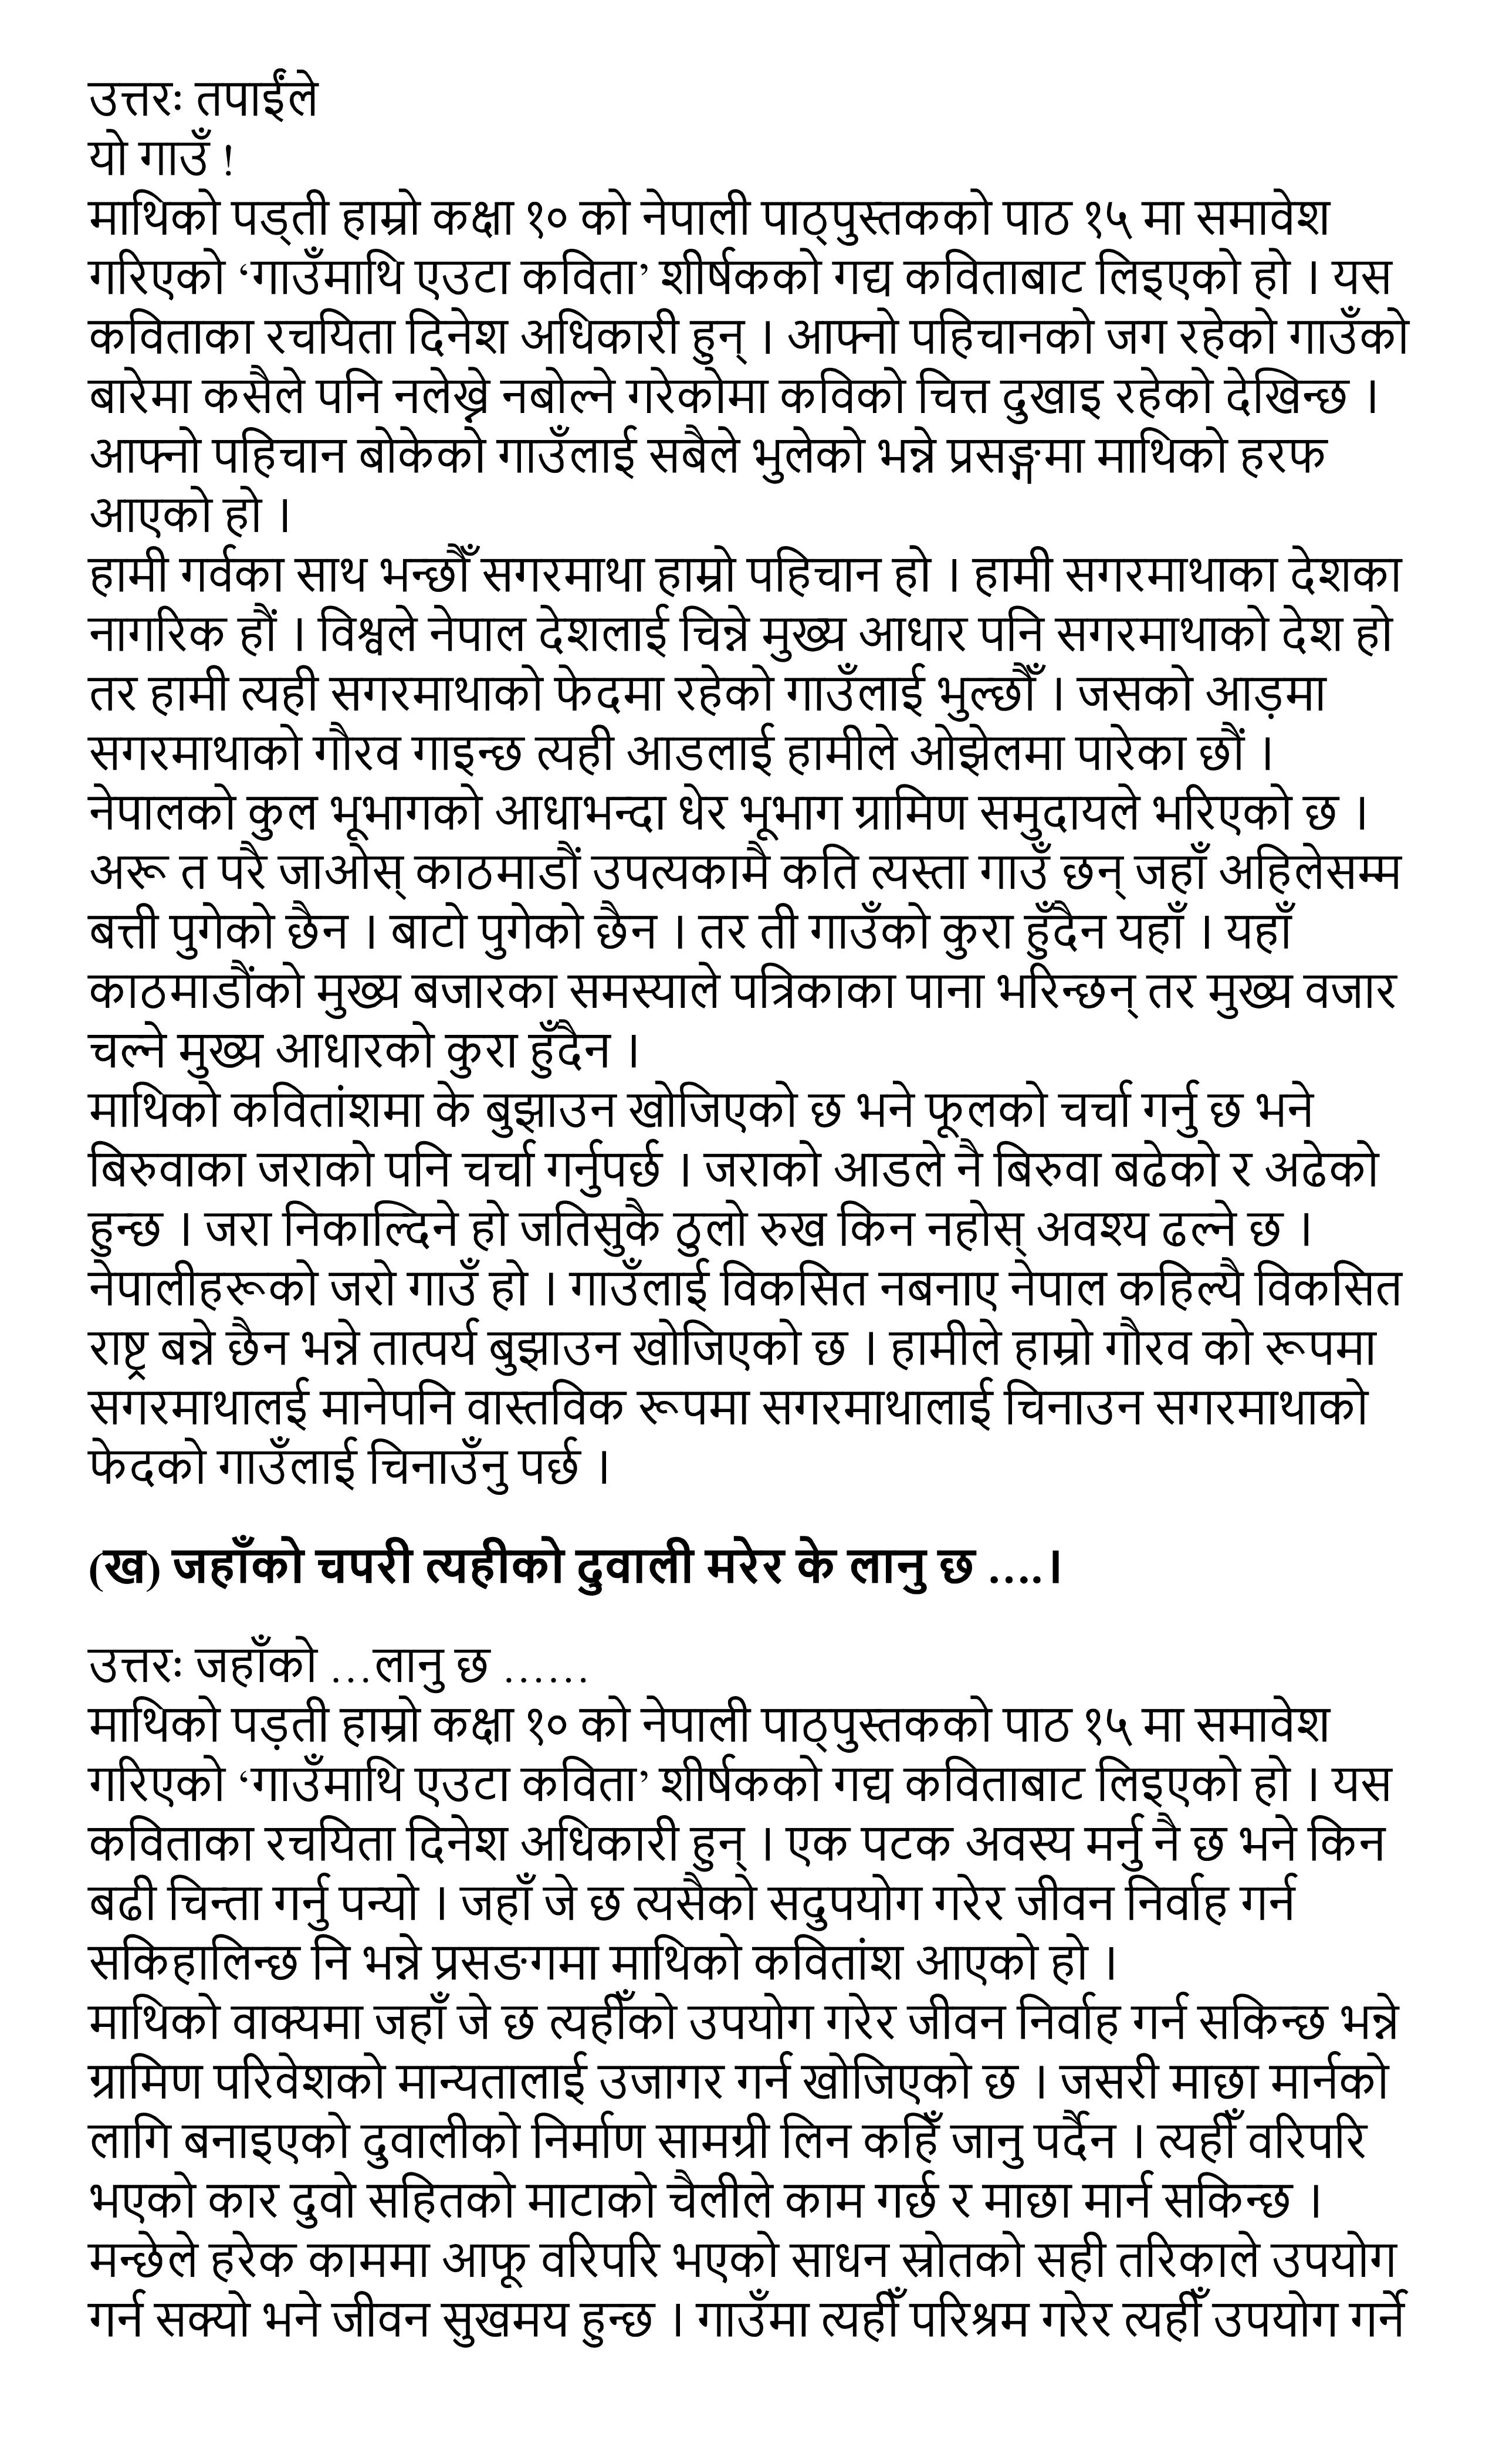 उत्तरः तपाईंले
यो गाउँ !
माथिको पड्ती हाम्रो कक्षा १० को नेपाली पाठ्पुस्तकको पाठ १५ मा समावेश
गरिएको ‘गाउँमाथि एउटा कविता’ शीर्षकको गद्य कविताबाट लिइएको हो । यस
कविताका रचयिता दिनेश अधिकारी हुन् । आफ्नो पहिचानको जग रहेको गाउँको
बारेमा कसैले पनि नलेख्ने नबोल्ने गरेकोमा कविको चित्त दुखाइ रहेको देखिन्छ ।
आफ्नो पहिचान बोकेको गाउँलाई सबैले भुलेको भन्ने प्रसङ्गमा माथिको हरफ
आएको हो ।
हामी गर्वका साथ भन्छौँ सगरमाथा हाम्रो पहिचान हो । हामी सगरमाथाका देशका
नागरिक हौं । विश्वले नेपाल देशलाई चिन्ने मुख्य आधार पनि सगरमाथाको देश हो
तर हामी त्यही सगरमाथाको फेदमा रहेको गाउँलाई भुल्छौँ । जसको आड़मा
सगरमाथाको गौरव गाइन्छ त्यही आडलाई हामीले ओझेलमा पारेका छौं ।
नेपालको कुल भूभागको आधाभन्दा धेर भूभाग ग्रामिण समुदायले भरिएको छ ।
अरू त परै जाओस् काठमाडौं उपत्यकामै कति त्यस्ता गाउँ छन् जहाँ अहिलेसम्म
बत्ती पुगेको छैन । बाटो पुगेको छैन । तर ती गाउँको कुरा हुँदैन यहाँ । यहाँ
काठमाडौंको मुख्य बजारका समस्याले पत्रिकाका पाना भरिन्छन् तर मुख्य वजार
चल्ने मुख्य आधारको कुरा हुँदैन ।
माथिको कवितांशमा के बुझाउन खोजिएको छ भने फूलको चर्चा गर्नु छ भने
बिरुवाका जराको पनि चर्चा गर्नुपर्छ । जराको आडले नै बिरुवा बढेको र अढेको
हुन्छ । जरा निकाल्दिने हो जतिसुकै ठुलो रुख किन नहोस् अवश्य ढल्ने छ ।
नेपालीहरूको जरो गाउँ हो । गाउँलाई विकसित नबनाए नेपाल कहिल्यै विकसित
राष्ट्र बन्ने छैन भन्ने तात्पर्य बुझाउन खोजिएको छ । हामीले हाम्रो गौरव को रूपमा
सगरमाथालई मानेपनि वास्तविक रूपमा सगरमाथालाई चिनाउन सगरमाथाको
फेदको गाउँलाई चिनाउँनु पर्छ ।
(ख) जहाँको चपरी त्यहीको दुवाली मरेर के लानु छ ….।
उत्तरः जहाँको …लानु छ ……
माथिको पड़ती हाम्रो कक्षा १० को नेपाली पाठ्पुस्तकको पाठ १५ मा समावेश
गरिएको ‘गाउँमाथि एउटा कविता’ शीर्षकको गद्य कविताबाट लिइएको हो । यस
कविताका रचयिता दिनेश अधिकारी हुन् । एक पटक अवस्य मर्नु नै छ भने किन
बढी चिन्ता गर्नु पन्यो । जहाँ जे छ त्यसैको सदुपयोग गरेर जीवन निर्वाह गर्न
सकिहालिन्छ नि भन्ने प्रसङगमा माथिको कवितांश आएको हो ।
माथिको वाक्यमा जहाँ जे छ त्यहीँको उपयोग गरेर जीवन निर्वाह गर्न सकिन्छ भन्ने
ग्रामिण परिवेशको मान्यतालाई उजागर गर्न खोजिएको छ । जसरी माछा मार्नको
लागि बनाइएको दुवालीको निर्माण सामग्री लिन कहिँ जानु पर्दैन । त्यहीँ वरिपरि
भएको कार दुवो सहितको माटाको चैलीले काम गर्छ र माछा मार्न सकिन्छ ।
मन्छेले हरेक काममा आफू वरिपरि भएको साधन स्रोतको सही तरिकाले उपयोग
गर्न सक्यो भने जीवन सुखमय हुन्छ । गाउँमा त्यहीँ परिश्रम गरेर त्यहीँ उपयोग गर्ने